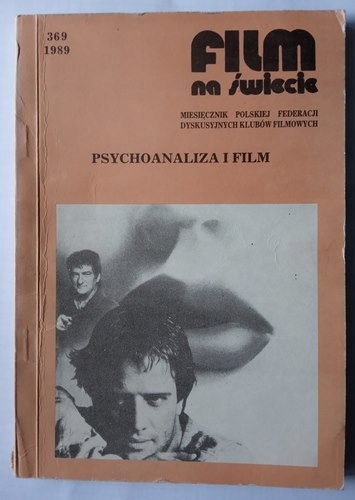 369
1989
FILM
na świecie
MIESIĘCZNIK POLSKIEJ FEDERACJI
DYSKUSYJNYCH KLUBÓW FILMOWYCH
PSYCHOANALIZA I FILM